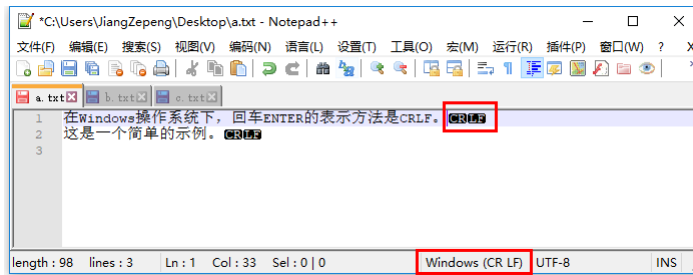 *C:\Users\JiangZepeng\Desktop\a.txt - Notepad++
文件(F) 编辑(E) 搜索(S) 视图(V) 编码(N) 语言(L) 设置(T) 工具(O) 宏(M) 运行(R) 插件(P) 窗口(W) ? X
a.txt b.txt c.txt
1 在Windows操作系统下，回车ENTER的表示方法是CRLF。CRLF
2 这是一个简单的示例。CRLF
3
length : 98 lines : 3 Ln : 1 Col : 33 Sel : 0 | 0 Windows (CR LF) UTF-8 INS